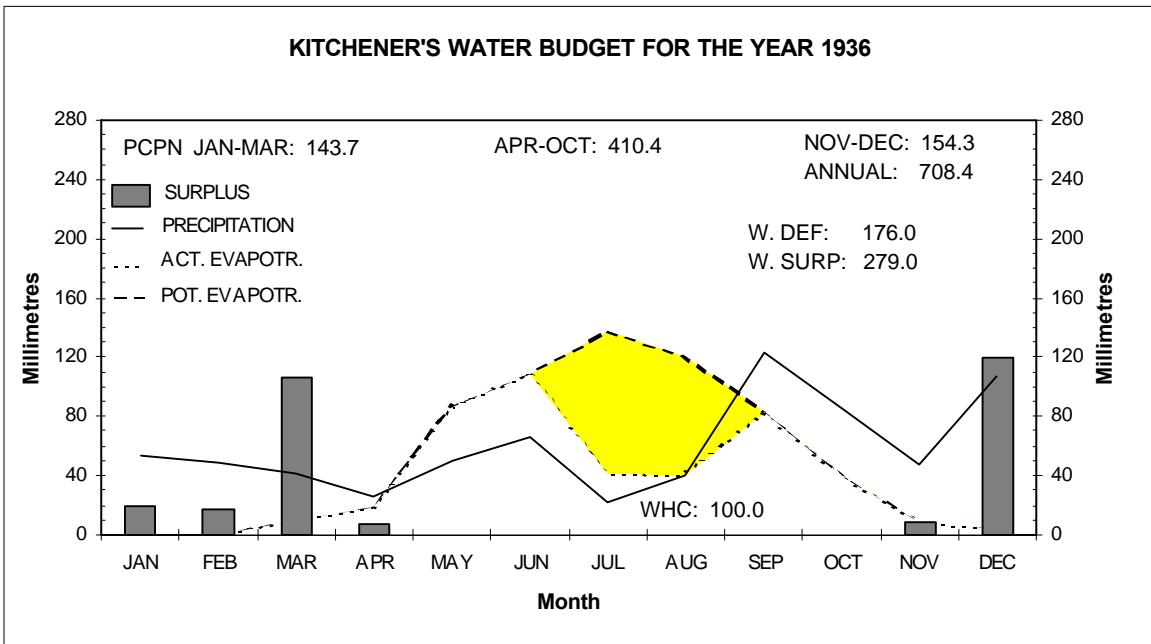 KITCHENER'S WATER BUDGET FOR THE YEAR 1936
PCPN JAN-MAR: 143.7 APR-OCT: 410.4 NOV-DEC: 154.3
ANNUAL: 708.4
SURPLUS
PRECIPITATION
ACT. EVAPOTR.
POT. EVAPOTR.
W. DEF: 176.0
W. SURP: 279.0
WHC: 100.0
Millimetres
280
240
200
160
120
80
40
0
280
240
200
160
120
80
40
0
Millimetres
JAN FEB MAR APR MAY JUN JUL AUG SEP OCT NOV DEC
Month